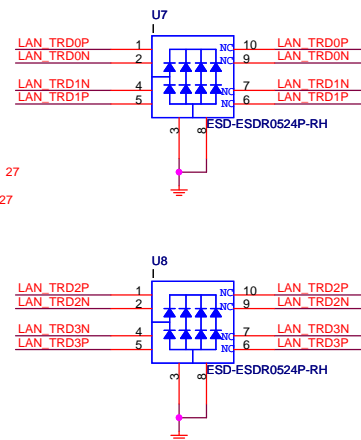 U7
I
LAN_TRD0P 1 NC 10 LAN_TRD0P
LAN_TRD0N 2 NC 9 LAN_TRD0N
LAN_TRD1N 4 NC 7 LAN_TRD1N
LAN_TRD1P 5 NC 6 LAN_TRD1P
ESD-ESDR0524P-RH
3 8
27
27
U8
I
LAN_TRD2P 1 NC 10 LAN_TRD2P
LAN_TRD2N 2 NC 9 LAN_TRD2N
LAN_TRD3N 4 NC 7 LAN_TRD3N
LAN_TRD3P 5 NC 6 LAN_TRD3P
ESD-ESDR0524P-RH
3 8